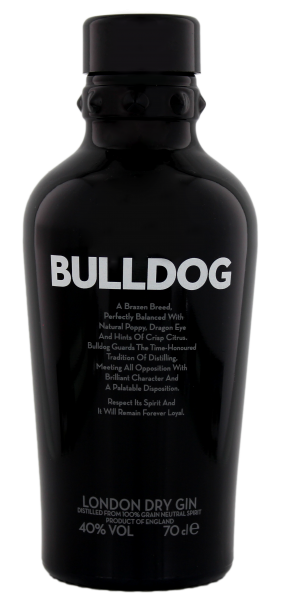 BULLDOG
A Brazen Breed,
Perfectly Balanced With
Natural Poppy, Dragon Eye
And Hints Of Crisp Citrus.
Bulldog Guards The Time-Honoured
Tradition Of Distilling,
Meeting All Opposition With
Brilliant Character And
A Palatable Disposition.
Respect Its Spirit And
It Will Remain Forever Loyal.
LONDON DRY GIN
DISTILLED FROM 100% GRAIN NEUTRAL SPIRIT
PRODUCT OF ENGLAND
40% VOL 70 cl e